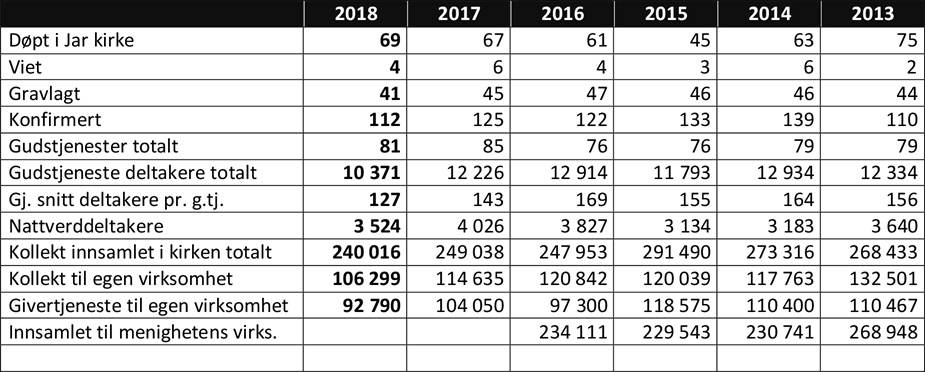 2018 2017 2016 2015 2014 2013
Døpt i Jar kirke 69 67 61 45 63 75
Viet 4 6 4 3 6 2
Gravlagt 41 45 47 46 46 44
Konfirmert 112 125 122 133 139 110
Gudstjenester totalt 81 85 76 76 79 79
Gudstjeneste deltakere totalt 10 371 12 226 12 914 11 793 12 934 12 334
Gj. snitt deltakere pr. g.tj. 127 143 169 155 164 156
Nattverddeltakere 3 524 4 026 3 827 3 134 3 183 3 640
Kollekt innsamlet i kirken totalt 240 016 249 038 247 953 291 490 273 316 268 433
Kollekt til egen virksomhet 106 299 114 635 120 842 120 039 117 763 132 501
Givertjeneste til egen virksomhet 92 790 104 050 97 300 118 575 110 400 110 467
Innsamlet til menighetens virks. 234 111 229 543 230 741 268 948